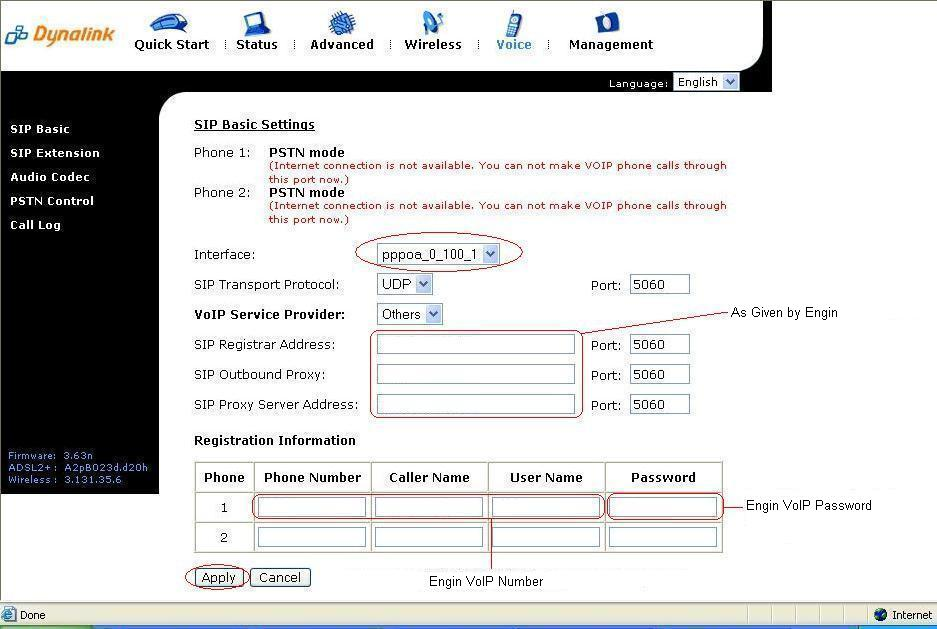 Dynalink
Quick Start Status Advanced Wireless Voice Management
Language: English
SIP Basic
SIP Extension
Audio Codec
PSTN Control
Call Log
Firmware: 3.63n
ADSL2+: A2pB023d.d20h
Wireless: 3.131.35.6
SIP Basic Settings
Phone 1: PSTN mode
(Internet connection is not available. You can not make VOIP phone calls through
this port now.)
Phone 2: PSTN mode
(Internet connection is not available. You can not make VOIP phone calls through
this port now.)
Interface: pppoa_0_100_1
SIP Transport Protocol: UDP Port: 5060
VoIP Service Provider: Others As Given by Engin
SIP Registrar Address: Port: 5060
SIP Outbound Proxy: Port: 5060
SIP Proxy Server Address: Port: 5060
Registration Information
Phone Phone Number Caller Name User Name Password
1 Engin VoIP Password
2
Apply Cancel Engin VoIP Number
Done Internet